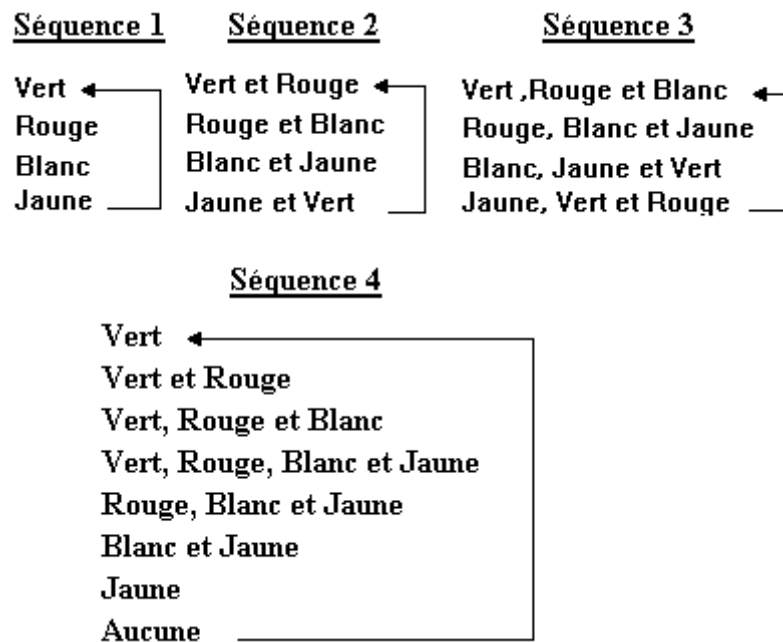 Séquence 1
Vert
Rouge
Blanc
Jaune
Séquence 2
Vert et Rouge
Rouge et Blanc
Blanc et Jaune
Jaune et Vert
Séquence 3
Vert ,Rouge et Blanc
Rouge, Blanc et Jaune
Blanc, Jaune et Vert
Jaune, Vert et Rouge
Séquence 4
Vert
Vert et Rouge
Vert, Rouge et Blanc
Vert, Rouge, Blanc et Jaune
Rouge, Blanc et Jaune
Blanc et Jaune
Jaune
Aucune